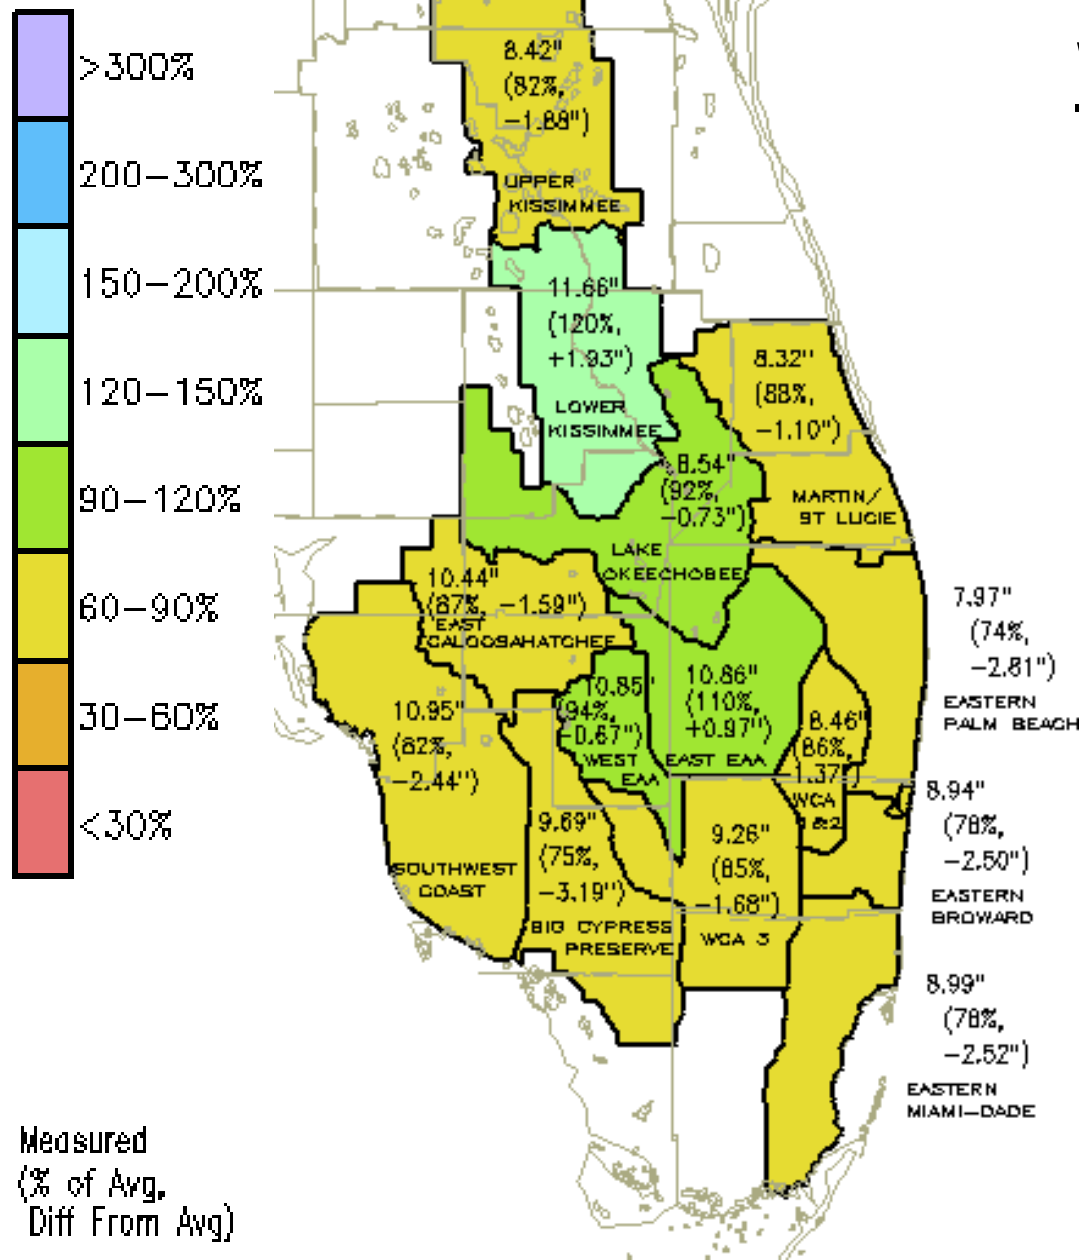 >300%
200-300%
150-200%
120-150%
90-120%
60-90%
30-60%
<30%
Measured
(% of Avg,
Diff From Avg)
8.42"
(82%,
-1.88")
UPPER
KISSIMMEE
11.66"
(120%,
+1.93")
LOWER
KISSIMMEE
8.32"
(88%,
-1.10")
MARTIN/
ST LUCIE
8.54"
(92%,
-0.73")
LAKE
OKEECHOBEE
10.44"
(87%, -1.59")
EAST
CALOOSAHATCHEE
7.97"
(74%,
-2.81")
EASTERN
PALM BEACH
10.95"
(82%,
-2.44")
SOUTHWEST
COAST
10.85"
(94%,
-0.67")
WEST
EAA
10.86"
(110%,
+0.97")
EAST EAA
8.46"
(86%,
-1.37")
WCA
1&2
8.94"
(78%,
-2.50")
EASTERN
BROWARD
9.69"
(75%,
-3.19")
BIG CYPRESS
PRESERVE
9.26"
(85%,
-1.68")
WCA 3
8.99"
(78%,
-2.52")
EASTERN
MIAMI-DADE